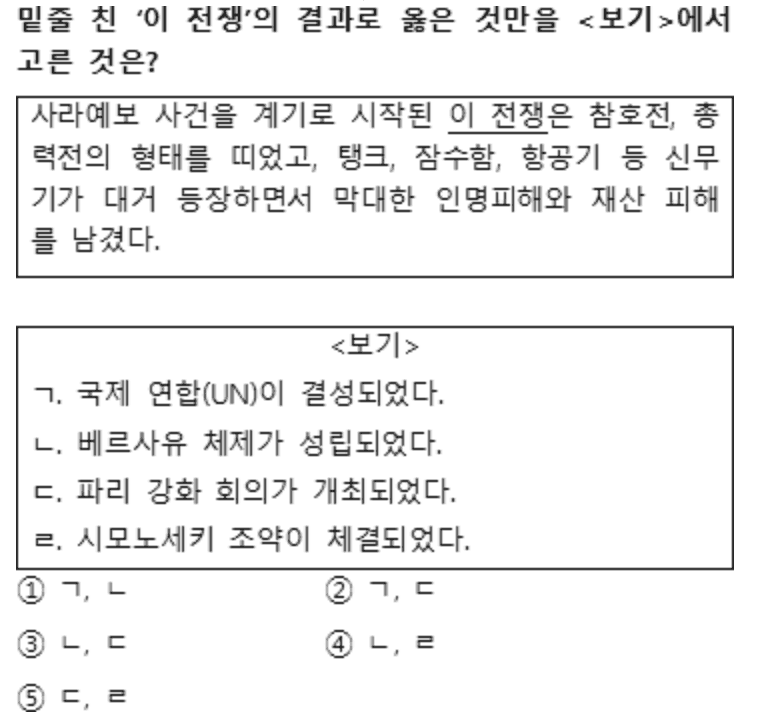 밑줄 친 '이 전쟁'의 결과로 옳은 것만을 <보기>에서
고른 것은?
사라예보 사건을 계기로 시작된 이 전쟁은 참호전, 총
력전의 형태를 띠었고, 탱크, 잠수함, 항공기 등 신무
기가 대거 등장하면서 막대한 인명피해와 재산 피해
를 남겼다.
<보기>
ㄱ. 국제 연합(UN)이 결성되었다.
ㄴ. 베르사유 체제가 성립되었다.
ㄷ. 파리 강화 회의가 개최되었다.
ㄹ. 시모노세키 조약이 체결되었다.
① ㄱ, ㄴ ② ㄱ, ㄷ
③ ㄴ, ㄷ ④ ㄴ, ㄹ
⑤ ㄷ, ㄹ